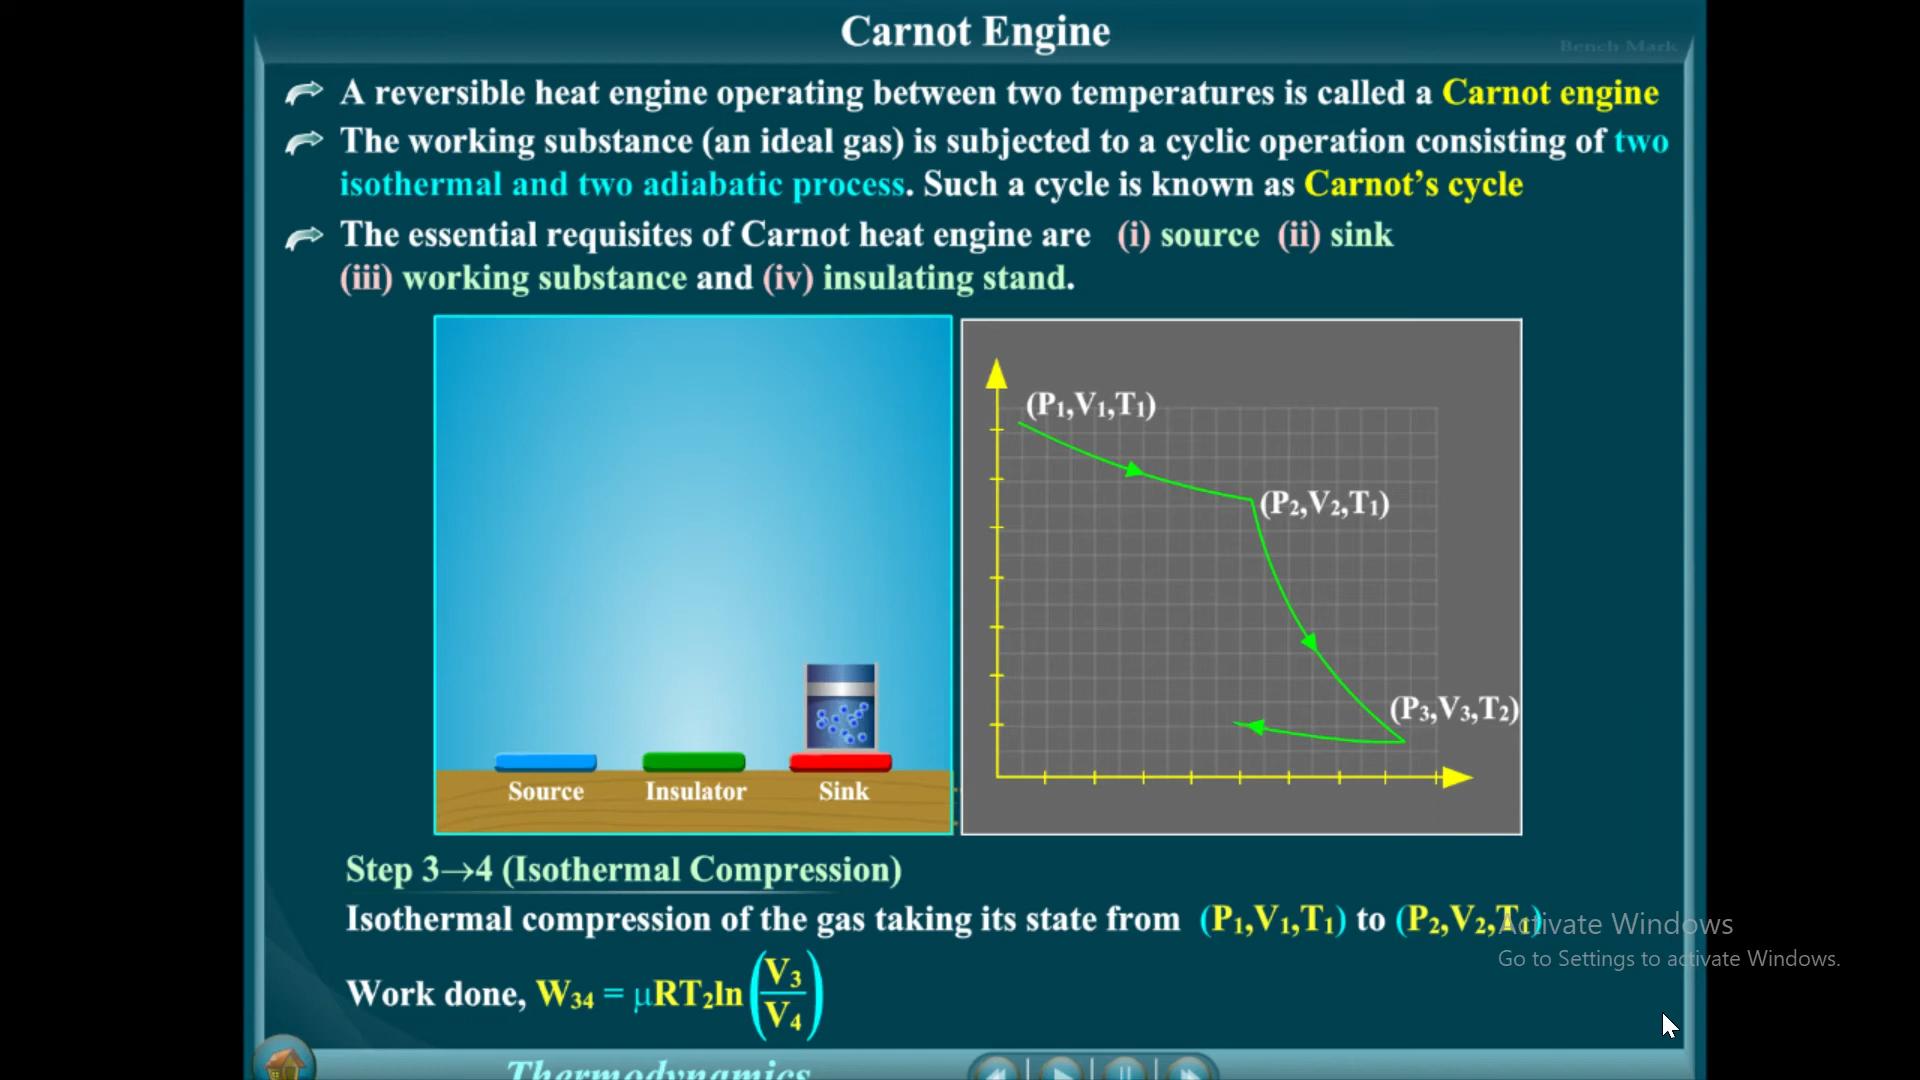 Carnot Engine
Bench Mark
A reversible heat engine operating between two temperatures is called a Carnot engine
The working substance (an ideal gas) is subjected to a cyclic operation consisting of two
isothermal and two adiabatic process. Such a cycle is known as Carnot’s cycle
The essential requisites of Carnot heat engine are (i) source (ii) sink
(iii) working substance and (iv) insulating stand.
(P₁,V₁,T₁)
(P₂,V₂,T₁)
(P₃,V₃,T₂)
Source Insulator Sink
Step 3→4 (Isothermal Compression)
Isothermal compression of the gas taking its state from (P₁,V₁,T₁) to (P₂,V₂,T₁)
Work done, W₃₄ = μRT₂ln(V₃/V₄)
Activate Windows
Go to Settings to activate Windows.
Thermodynamics